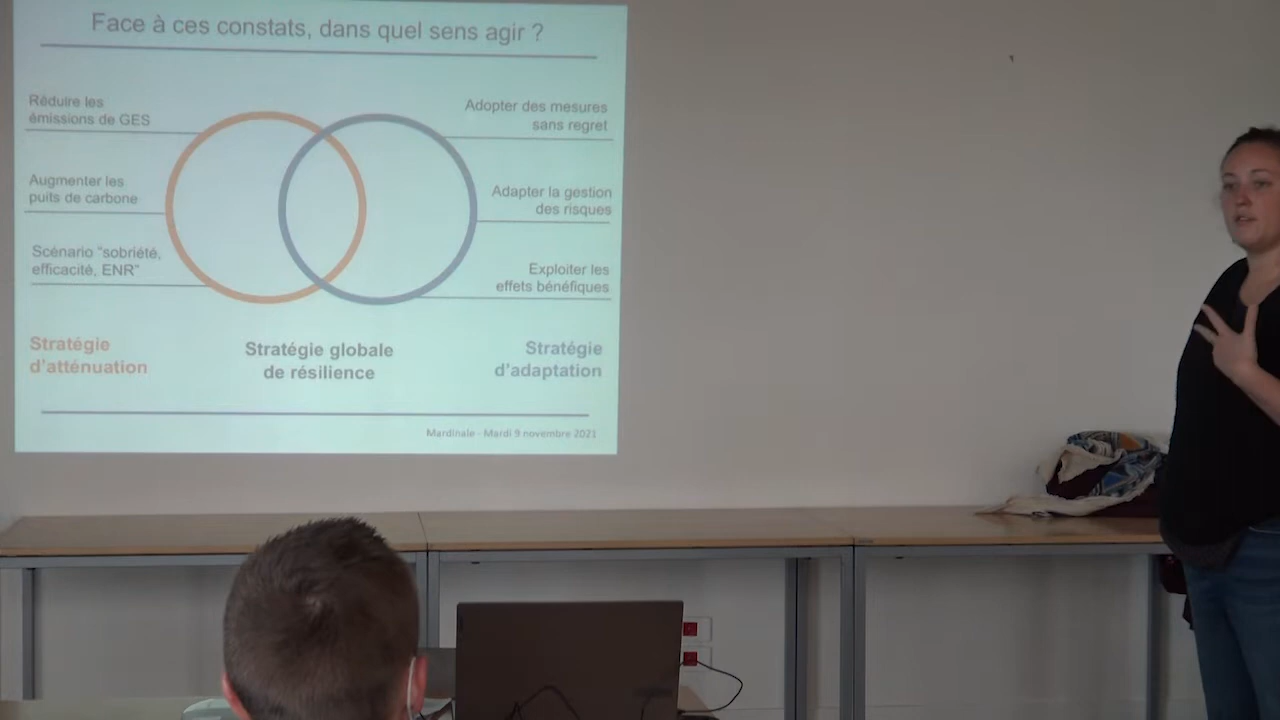 Face à ces constats, dans quel sens agir ?
Réduire les
émissions de GES
Augmenter les
puits de carbone
Scénario "sobriété,
efficacité, ENR"
Adopter des mesures
sans regret
Adapter la gestion
des risques
Exploiter les
effets bénéfiques
Stratégie
d'atténuation
Stratégie globale
de résilience
Stratégie
d'adaptation
Mardinale - Mardi 9 novembre 2021